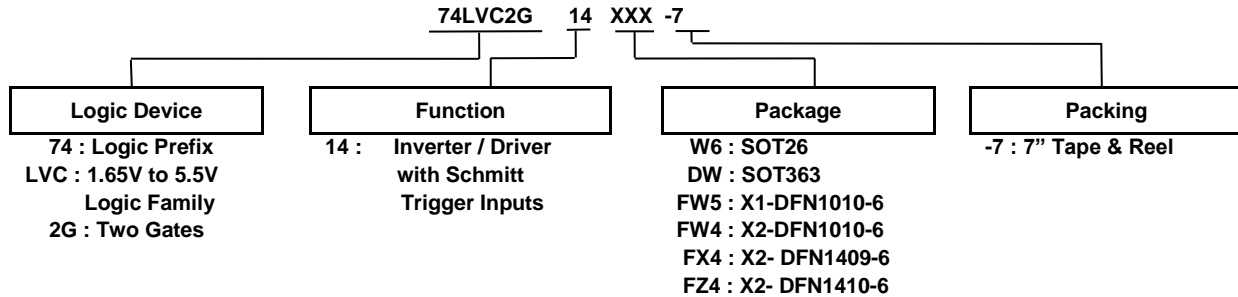 74LVC2G 14 XXX -7
Logic Device
74 : Logic Prefix
LVC : 1.65V to 5.5V
Logic Family
2G : Two Gates
Function
14 : Inverter / Driver
with Schmitt
Trigger Inputs
Package
W6 : SOT26
DW : SOT363
FW5 : X1-DFN1010-6
FW4 : X2-DFN1010-6
FX4 : X2- DFN1409-6
FZ4 : X2- DFN1410-6
Packing
-7 : 7” Tape & Reel